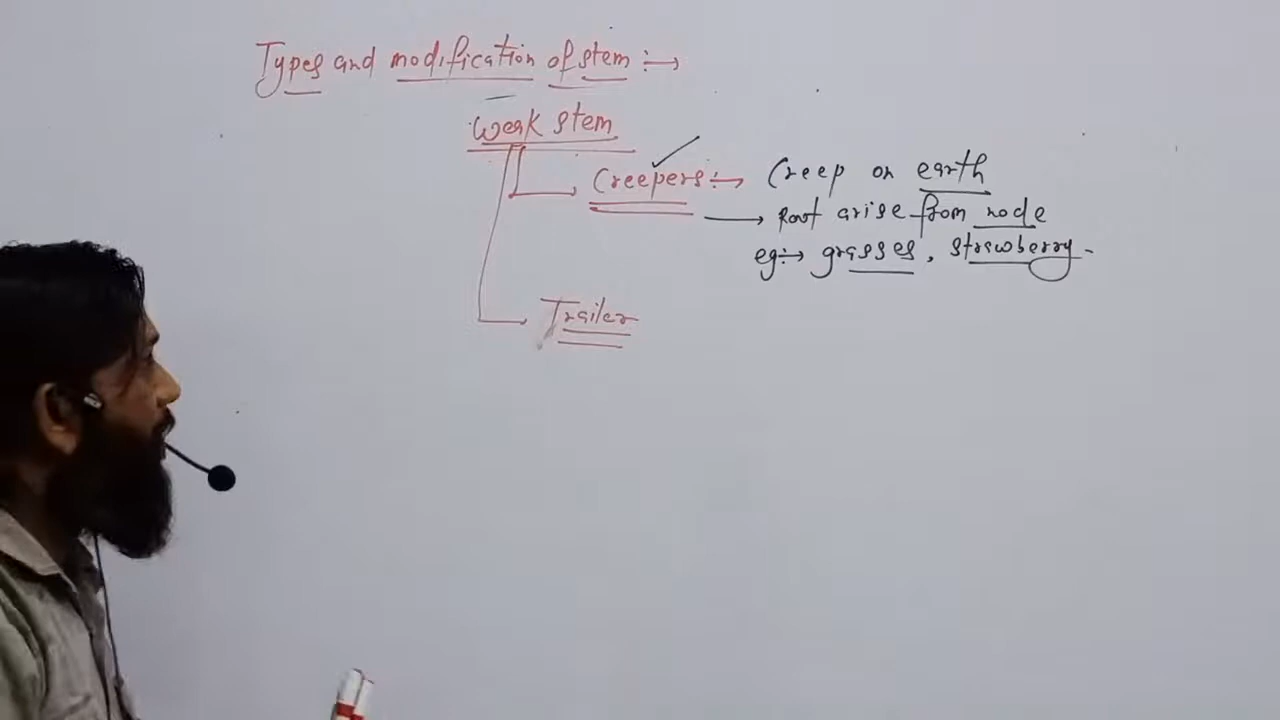 Types and modification of stem :→
Weak stem
Creepers :→ Creep on earth
→ Root arise from node
eg:→ grasses, strawberry.
Trailer